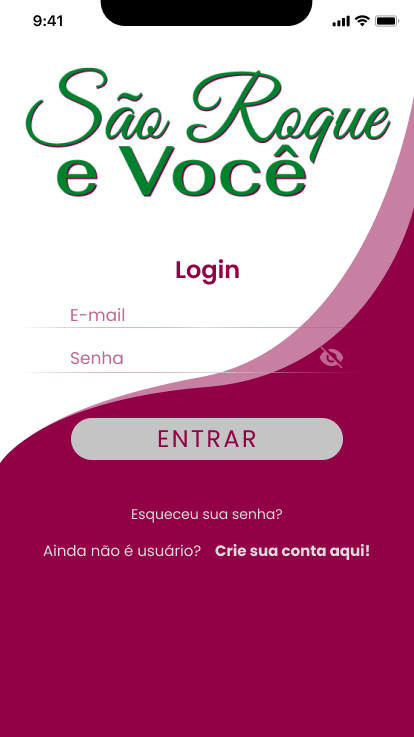 9:41
São Roque
e Você
Login
E-mail
Senha
ENTRAR
Esqueceu sua senha?
Ainda não é usuário? Crie sua conta aqui!